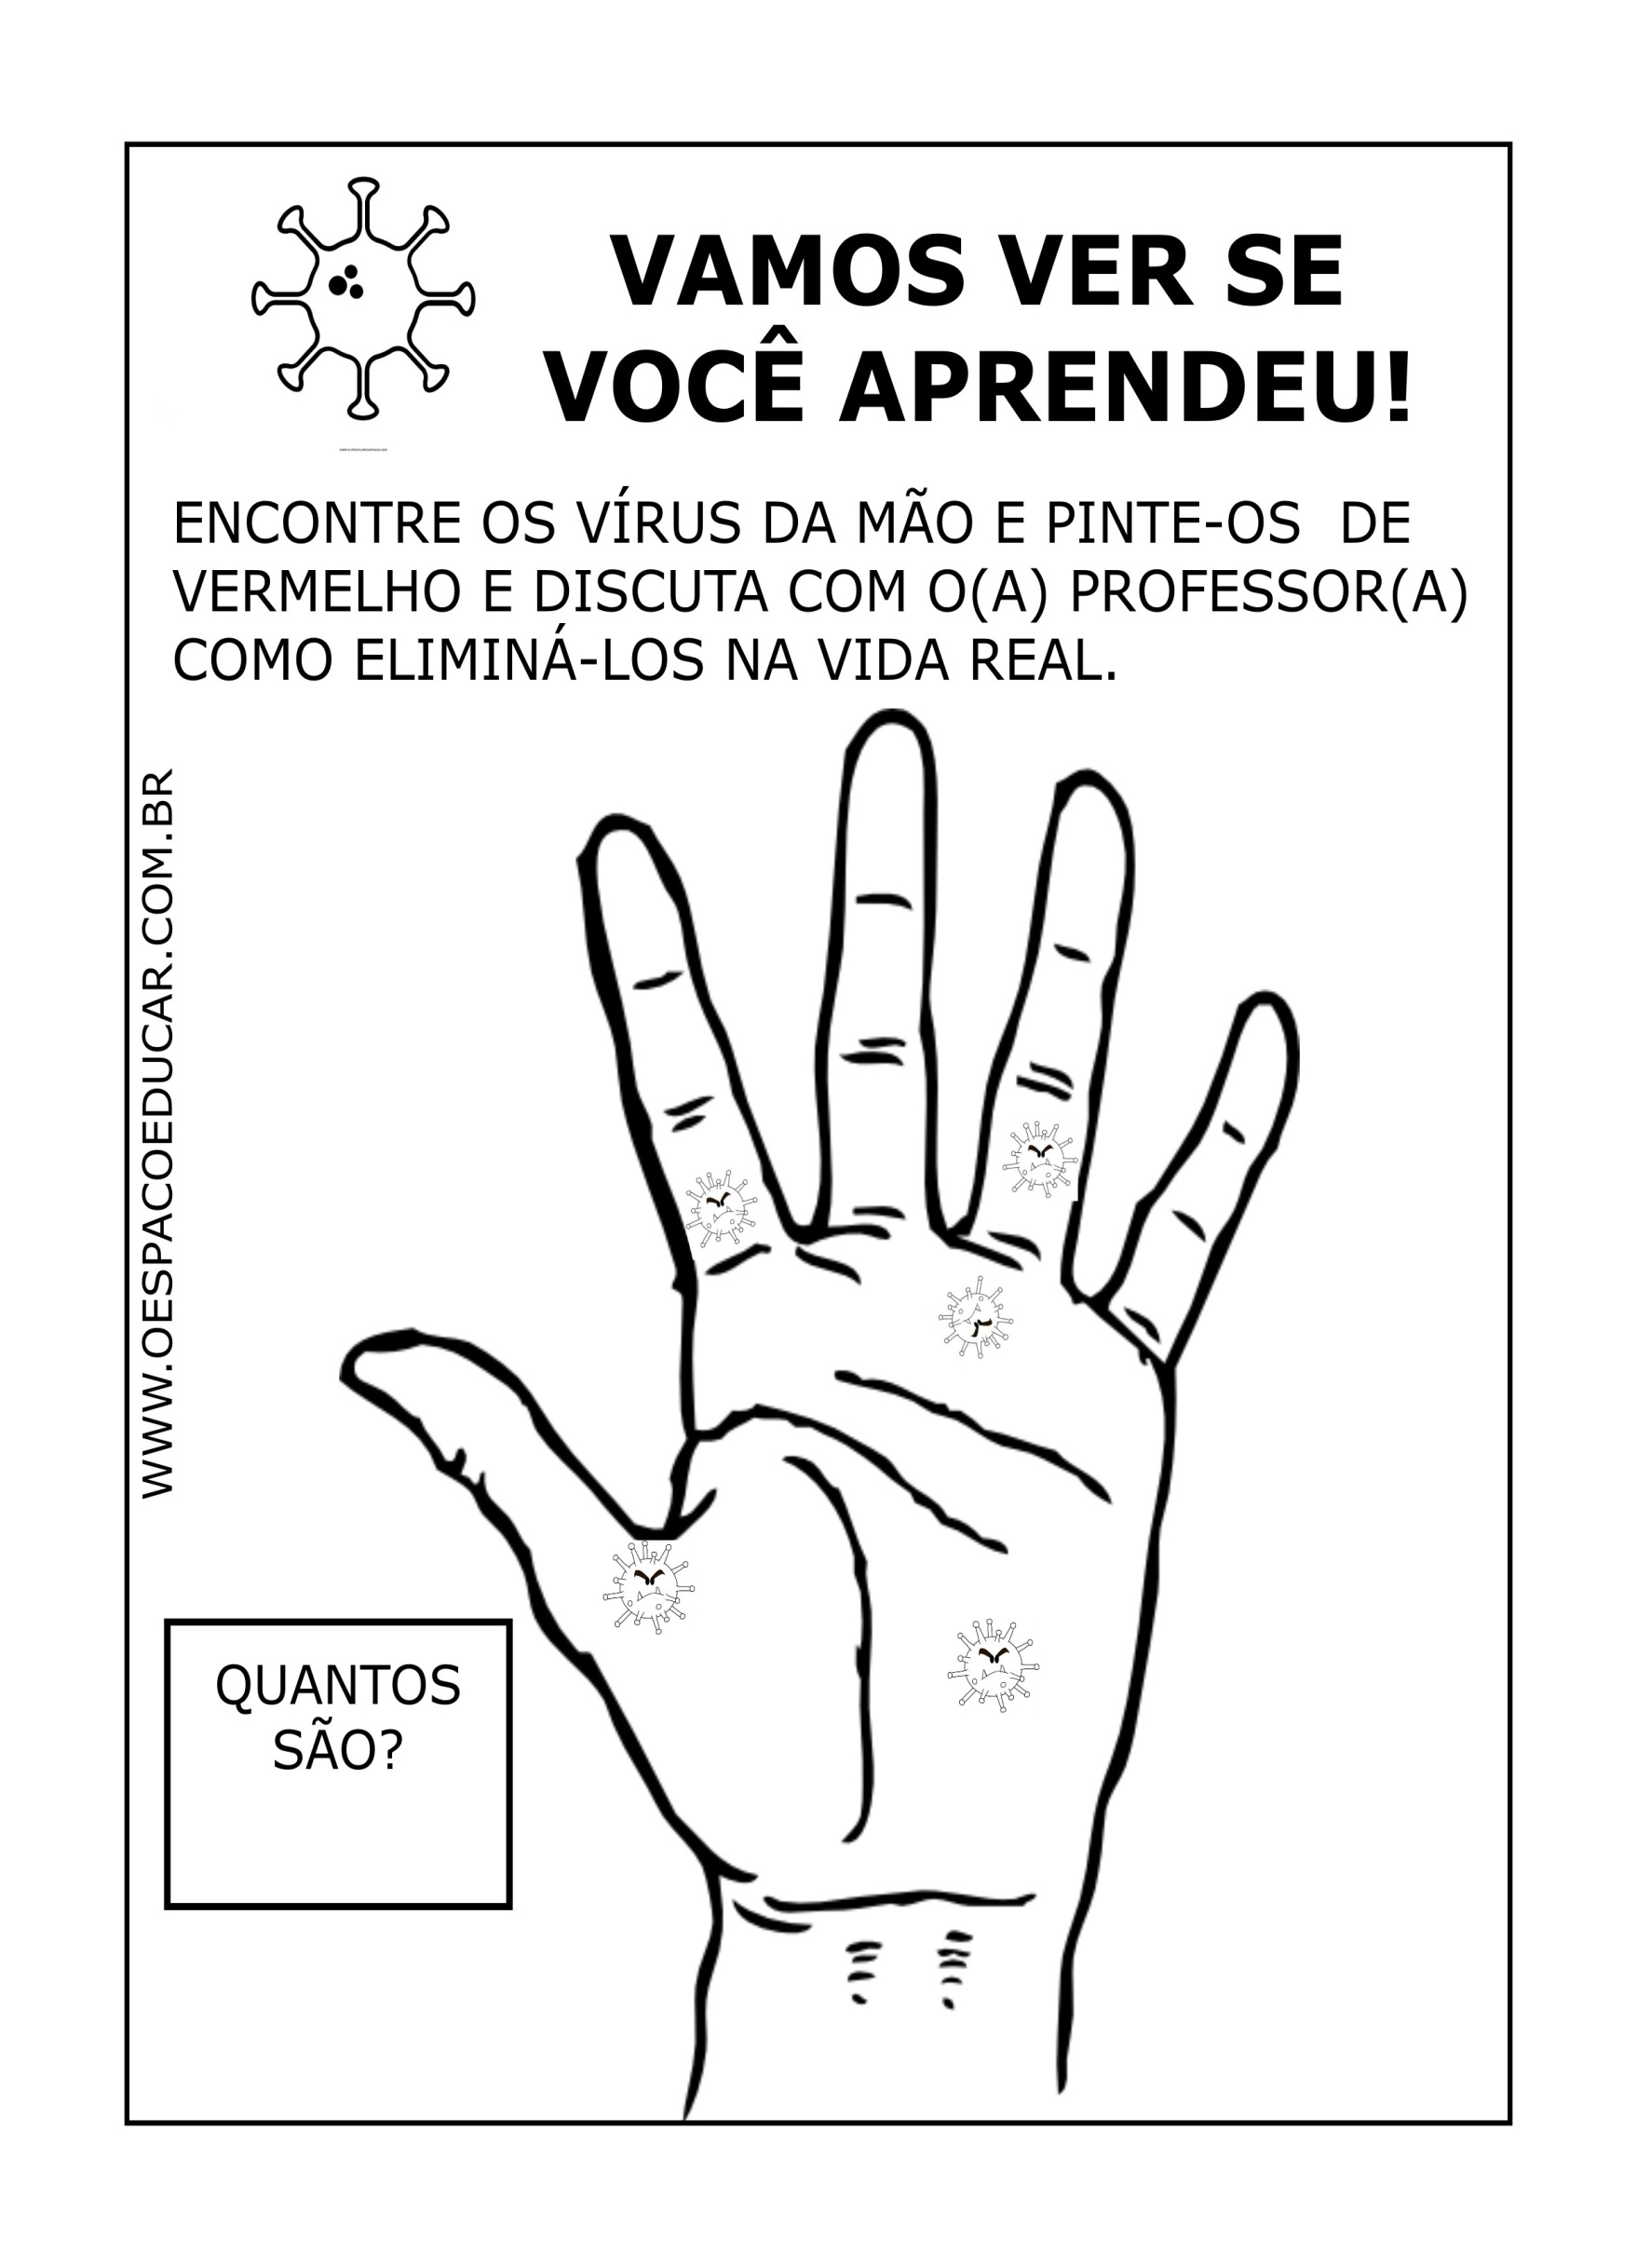 VAMOS VER SE
VOCÊ APRENDEU!
ENCONTRE OS VÍRUS DA MÃO E PINTE-OS DE
VERMELHO E DISCUTA COM O(A) PROFESSOR(A)
COMO ELIMINÁ-LOS NA VIDA REAL.
WWW.OESPACOEDUCAR.COM.BR
QUANTOS
SÃO?